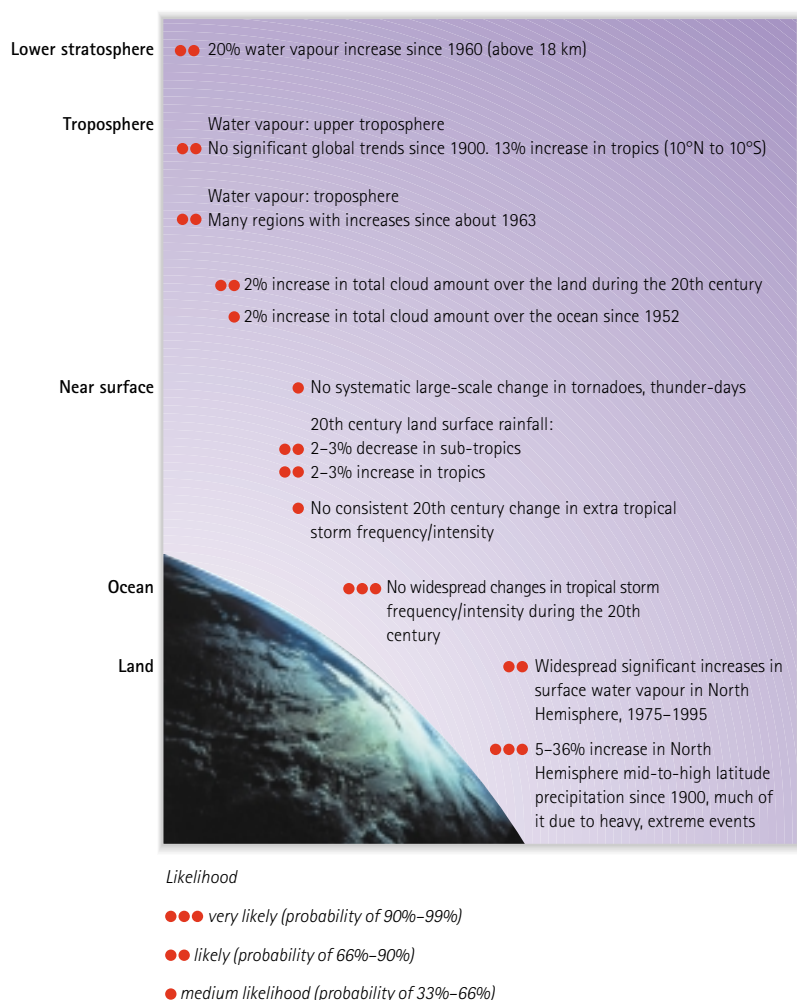 Lower stratosphere
●● 20% water vapour increase since 1960 (above 18 km)
Troposphere
Water vapour: upper troposphere
●● No significant global trends since 1900. 13% increase in tropics (10°N to 10°S)
Water vapour: troposphere
●● Many regions with increases since about 1963
●● 2% increase in total cloud amount over the land during the 20th century
● 2% increase in total cloud amount over the ocean since 1952
Near surface
● No systematic large-scale change in tornadoes, thunder-days
20th century land surface rainfall:
●● 2–3% decrease in sub-tropics
●● 2–3% increase in tropics
● No consistent 20th century change in extra tropical
storm frequency/intensity
Ocean
●●● No widespread changes in tropical storm
frequency/intensity during the 20th
century
Land
●● Widespread significant increases in
surface water vapour in North
Hemisphere, 1975–1995
●●● 5–36% increase in North
Hemisphere mid-to-high latitude
precipitation since 1900, much of
it due to heavy, extreme events
Likelihood
●●● very likely (probability of 90%–99%)
●● likely (probability of 66%–90%)
● medium likelihood (probability of 33%–66%)